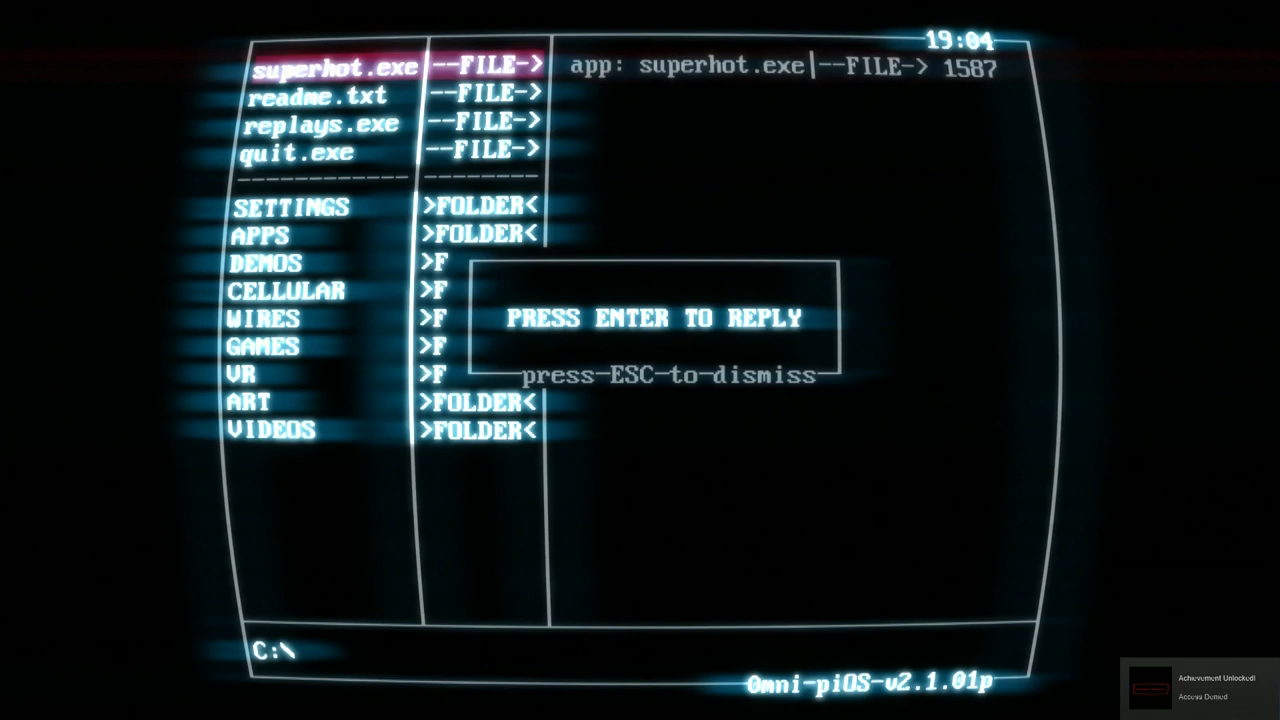 19:04
superhot.exe --FILE-> app: superhot.exe|--FILE-> 1587
readme.txt --FILE->
replays.exe --FILE->
quit.exe --FILE->
------------ --------
SETTINGS >FOLDER<
APPS >FOLDER<
DEMOS >F
CELLULAR >F
WIRES >F
PRESS ENTER TO REPLY
GAMES >F
VR >F
press-ESC-to-dismiss
ART >FOLDER<
VIDEOS >FOLDER<
C:\
Omni-piOS-v2.1.01p
Achievement Unlocked!
Access Denied